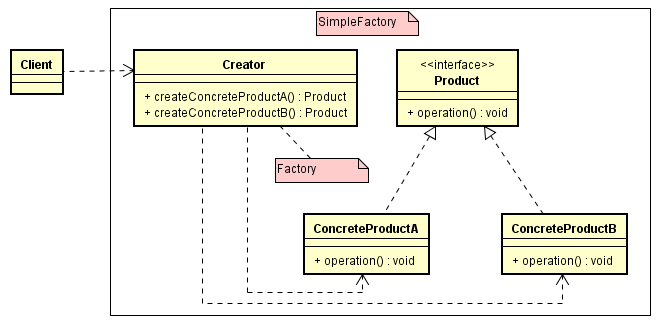 SimpleFactory
Client
Creator
+ createConcreteProductA() : Product
+ createConcreteProductB() : Product
<<interface>>
Product
+ operation() : void
Factory
ConcreteProductA
+ operation() : void
ConcreteProductB
+ operation() : void